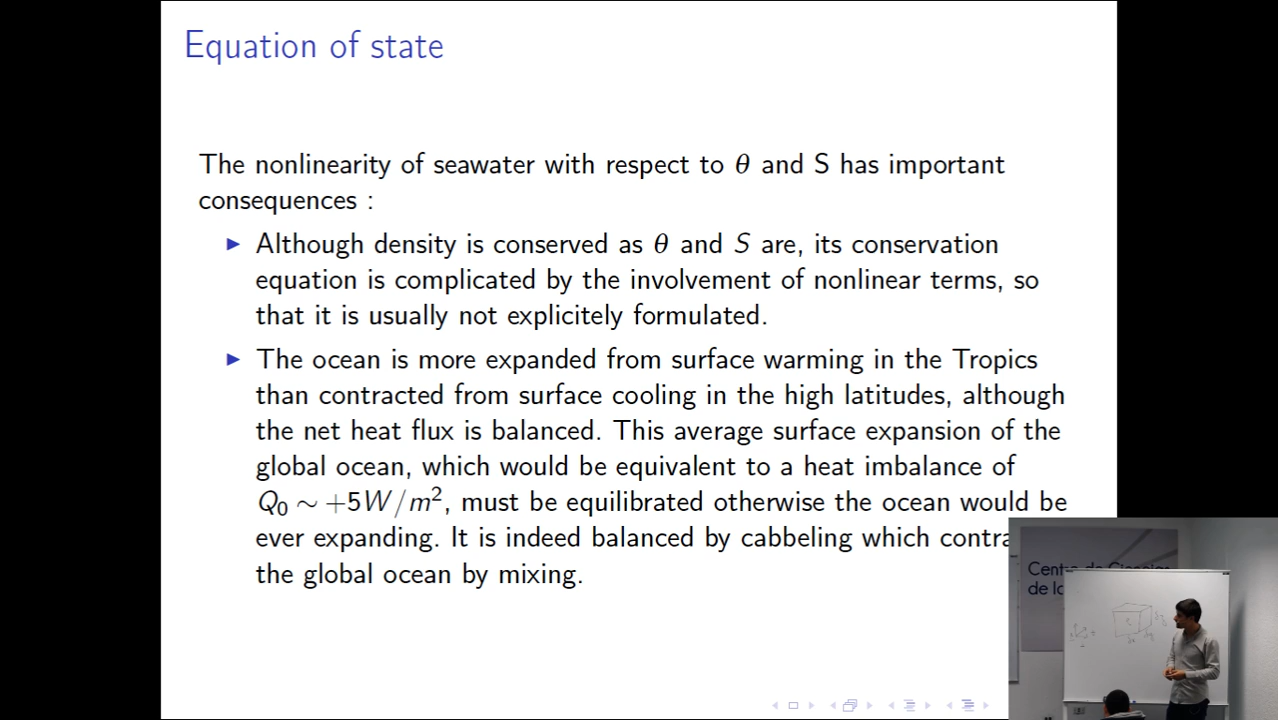 Equation of state
The nonlinearity of seawater with respect to θ and S has important
consequences :
▶ Although density is conserved as θ and S are, its conservation
equation is complicated by the involvement of nonlinear terms, so
that it is usually not explicitely formulated.
▶ The ocean is more expanded from surface warming in the Tropics
than contracted from surface cooling in the high latitudes, although
the net heat flux is balanced. This average surface expansion of the
global ocean, which would be equivalent to a heat imbalance of
Q₀ ∼ +5W/m², must be equilibrated otherwise the ocean would be
ever expanding. It is indeed balanced by cabbeling which contra
the global ocean by mixing.
de